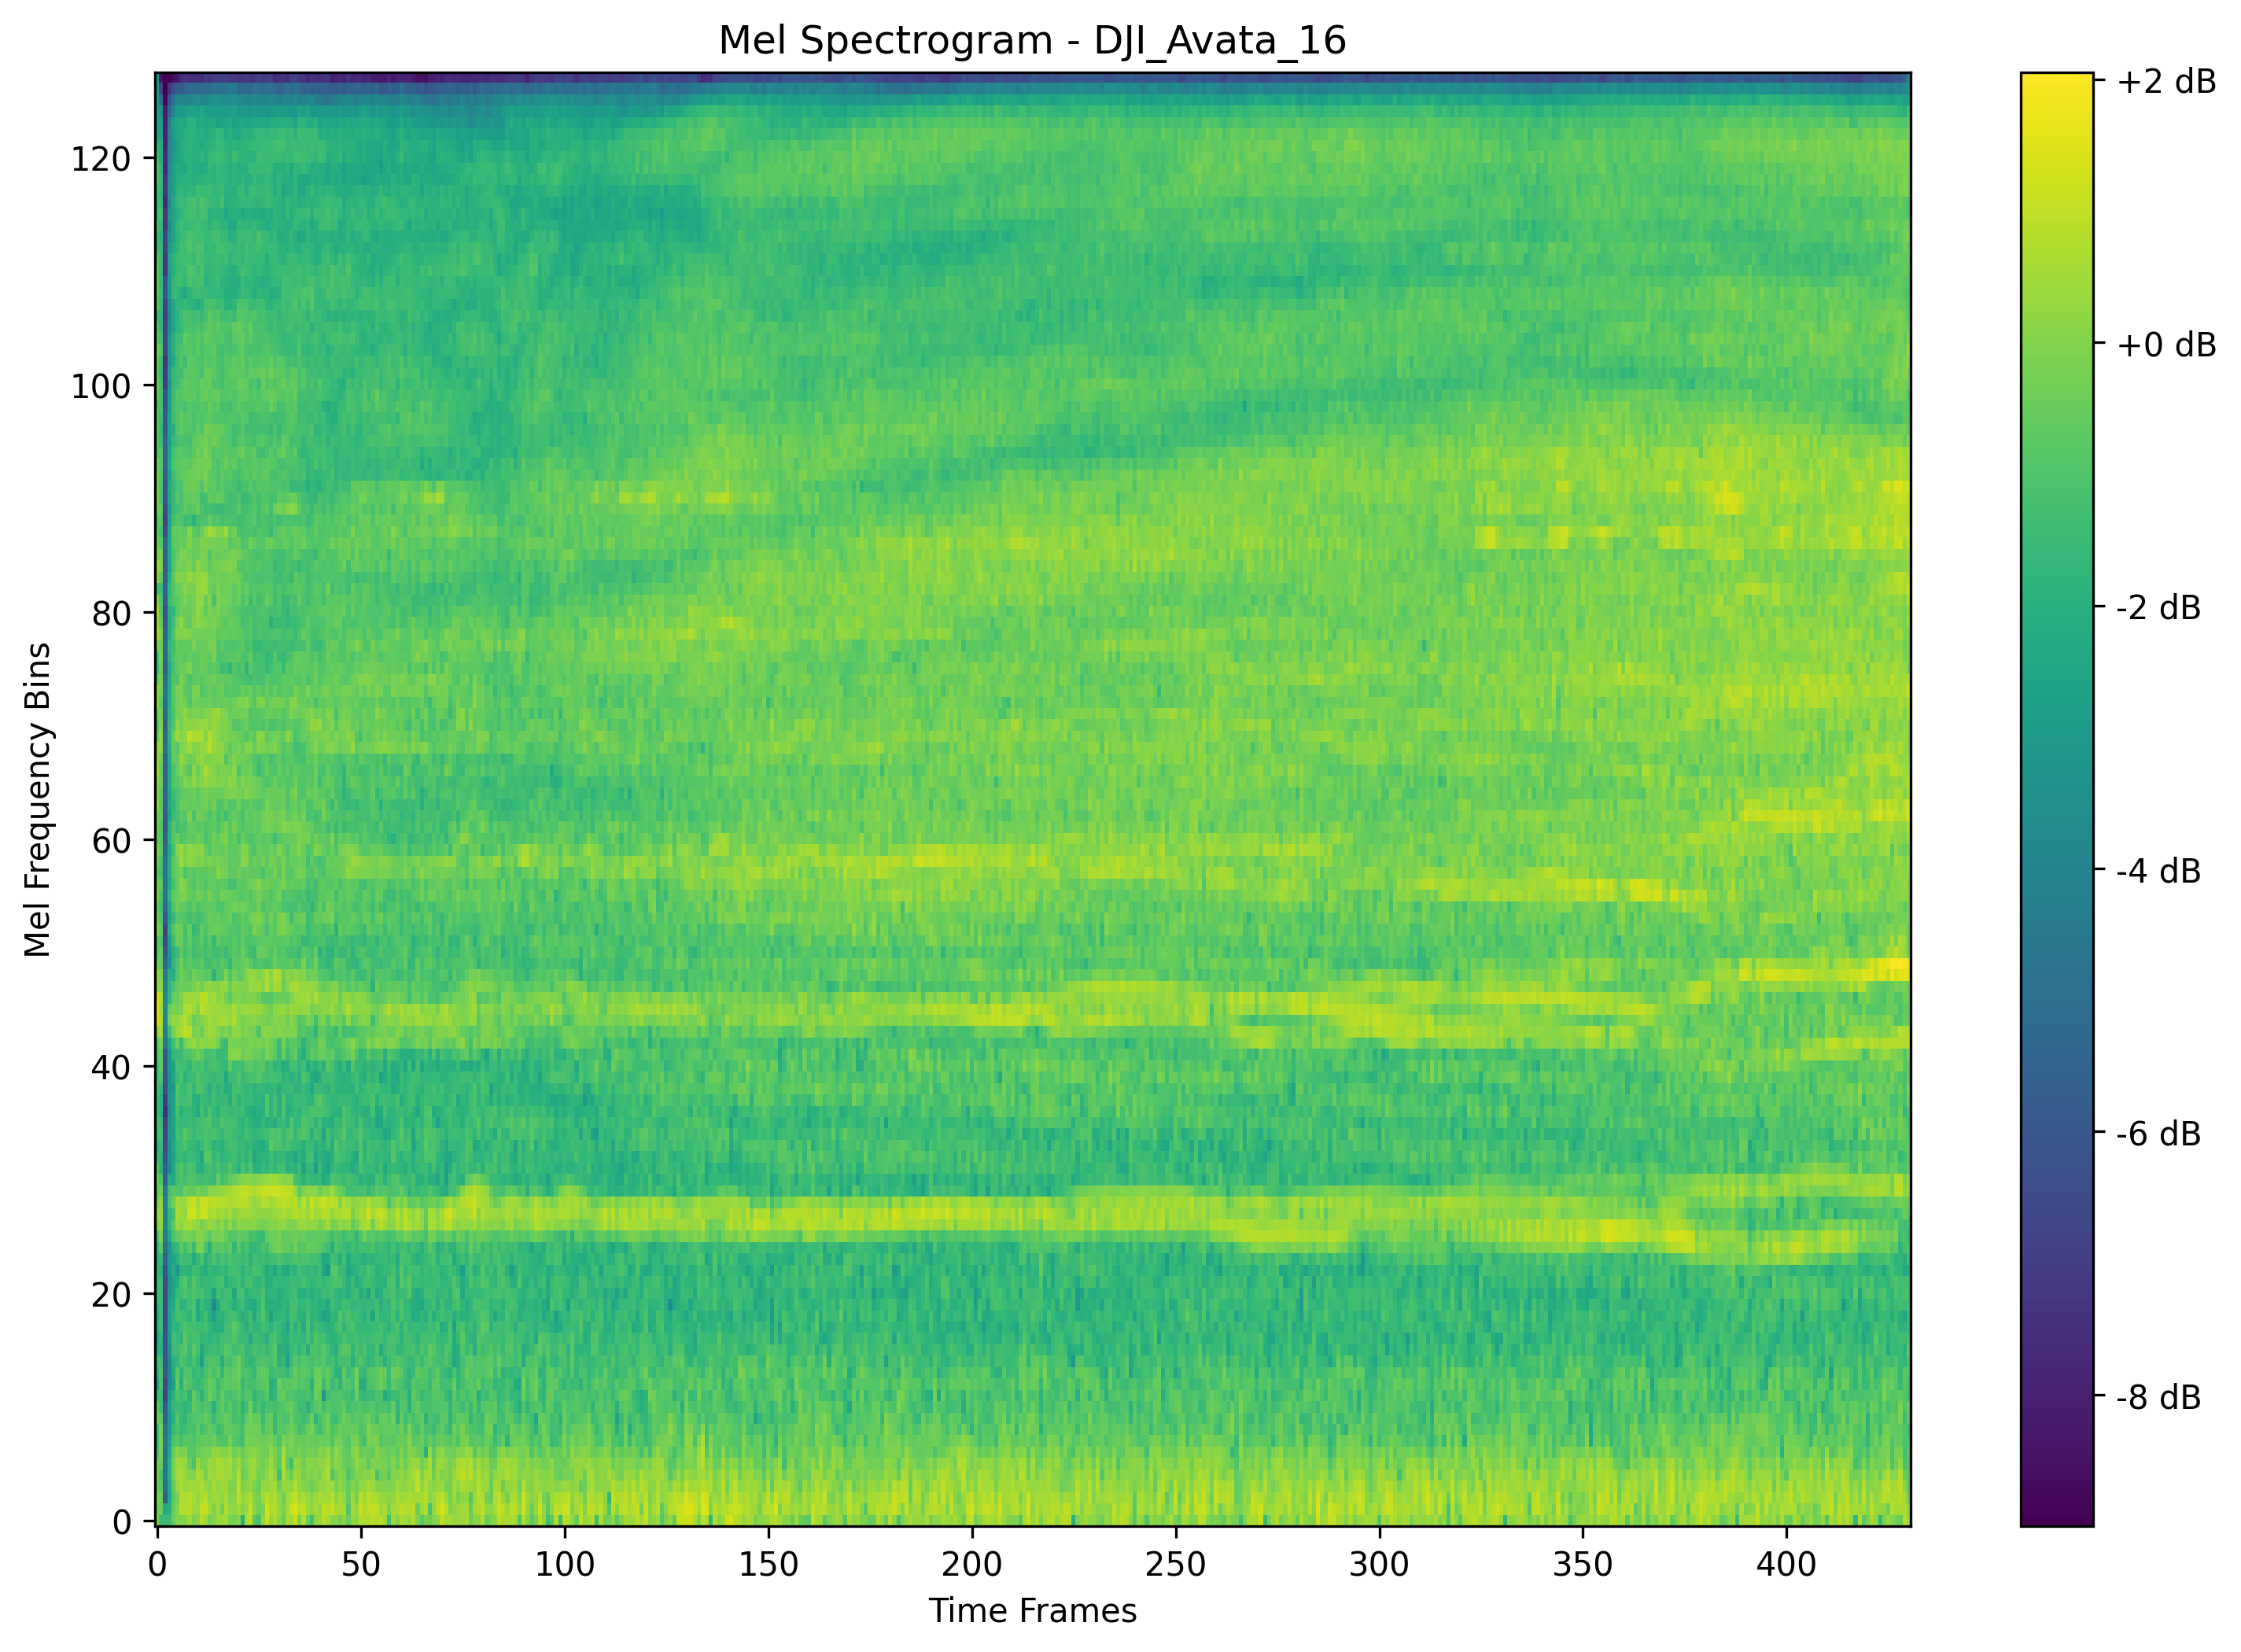 Mel Spectrogram - DJI_Avata_16
Mel Frequency Bins
120
100
80
60
40
20
0
0 50 100 150 200 250 300 350 400
Time Frames
+2 dB
+0 dB
-2 dB
-4 dB
-6 dB
-8 dB